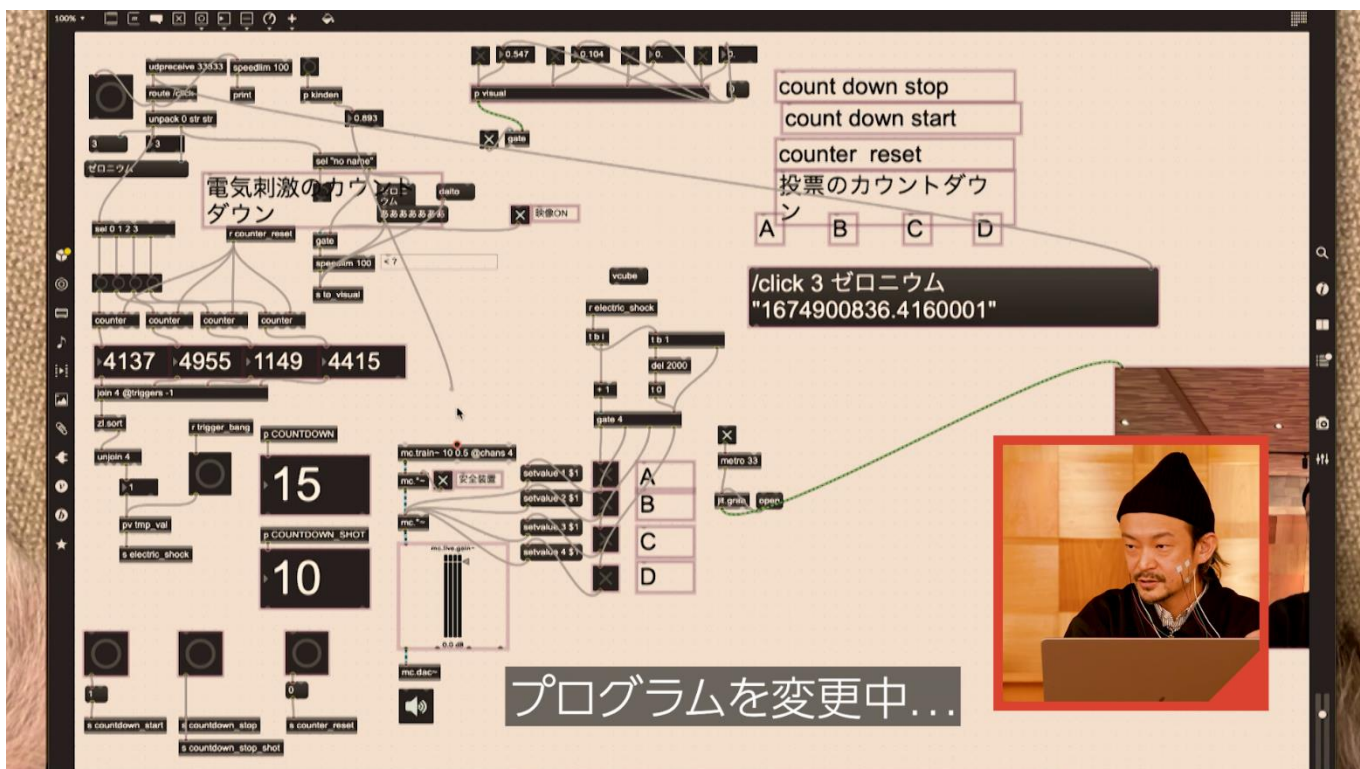 100%
udpreceive 33333
speedlim 100
route /click
print
p kinden
unpack 0 str str
0.893
3
3
ゼロニウム
sel "no name"
電気刺激のカウント
ダウン
daito
ああああああ
映像ON
sel 0 1 2 3
r counter_reset
gate
speedlim 100
< ?
s to_visual
counter
counter
counter
counter
4137
4955
1149
4415
join 4 @triggers -1
zl.sort
r trigger_bang
unjoin 4
1
pv tmp_val
s electric_shock
p COUNTDOWN
15
p COUNTDOWN_SHOT
10
1
0
s countdown_start
s countdown_stop
s counter_reset
s countdown_stop_shot
0.547
0.104
0.
0.
p visual
0
gate
count down stop
count down start
counter reset
投票のカウントダウ
ン
A B C D
/click 3 ゼロニウム
"1674900836.4160001"
vcube
r electric_shock
t b i
t b 1
del 2000
+ 1
t 0
gate 4
mc.train~ 10 0.5 @chans 4
mc.*~
安全装置
mc.*~
mc.live.gain~
0.0 dB
mc.dac~
setvalue 1 $1
setvalue 2 $1
setvalue 3 $1
setvalue 4 $1
A
B
C
D
metro 33
jit.grab
open
プログラムを変更中...